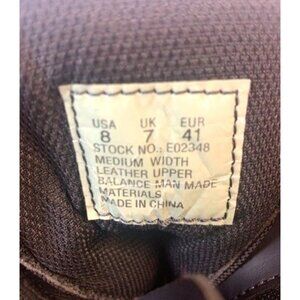 USA UK EUR
8 7 41
STOCK NO.: E02348
MEDIUM WIDTH
LEATHER UPPER
BALANCE MAN MADE
MATERIALS
MADE IN CHINA